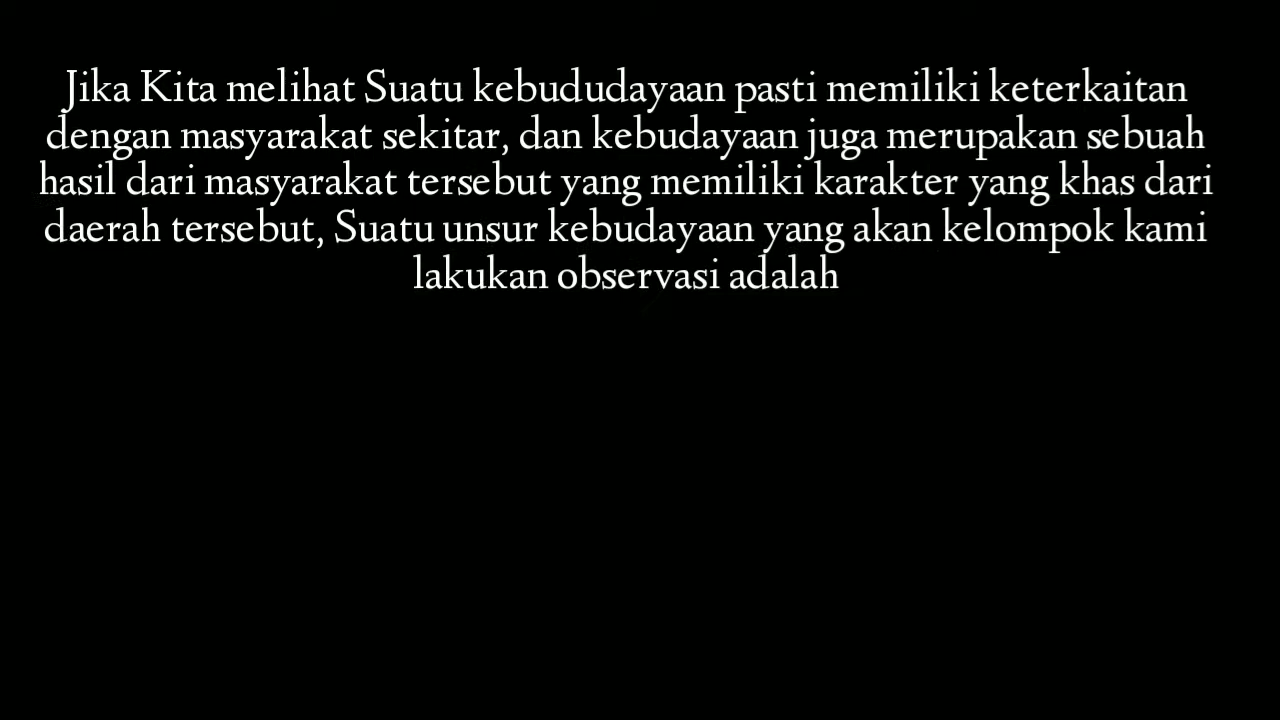 Jika Kita melihat Suatu kebududayaan pasti memiliki keterkaitan
dengan masyarakat sekitar, dan kebudayaan juga merupakan sebuah
hasil dari masyarakat tersebut yang memiliki karakter yang khas dari
daerah tersebut, Suatu unsur kebudayaan yang akan kelompok kami
lakukan observasi adalah